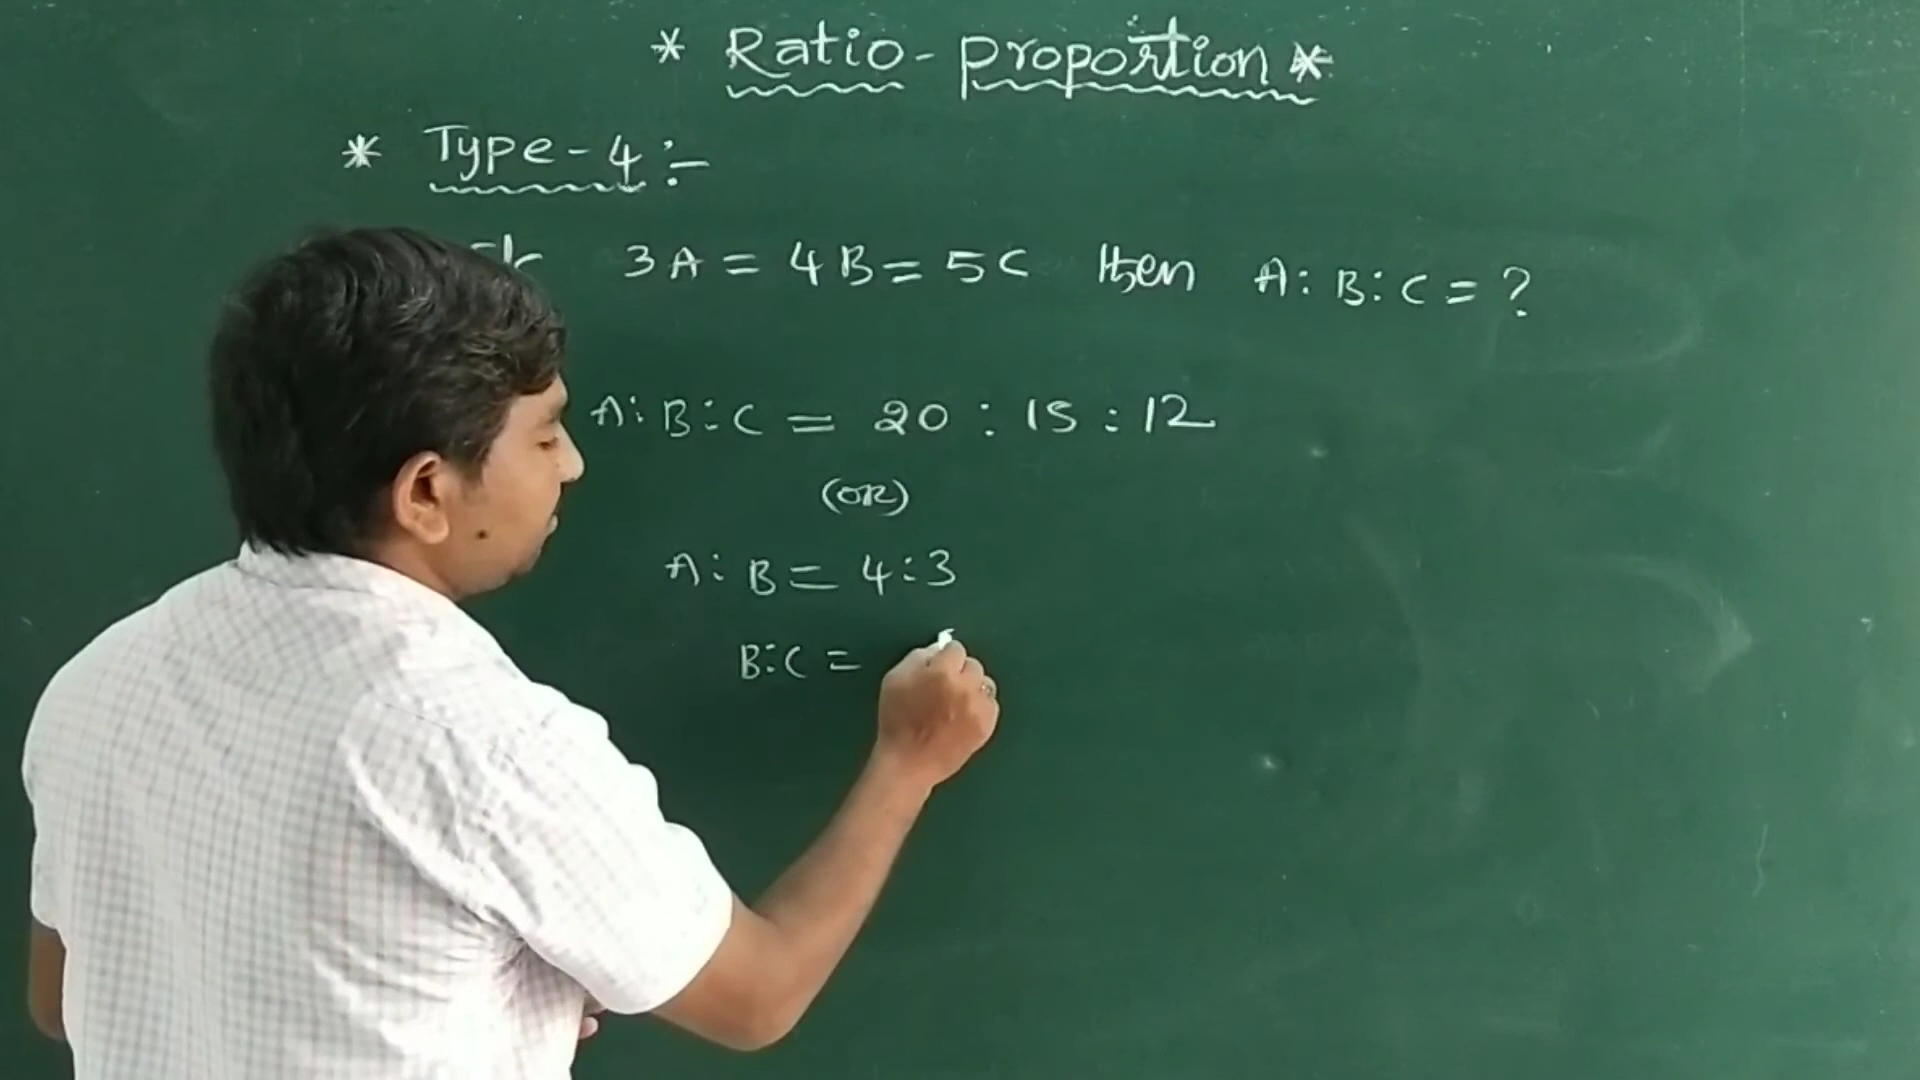 * Ratio - proportion *
* Type - 4 :-
3A = 4B = 5C then A : B : C = ?
A : B : C = 20 : 15 : 12
(OR)
A : B = 4 : 3
B : C =